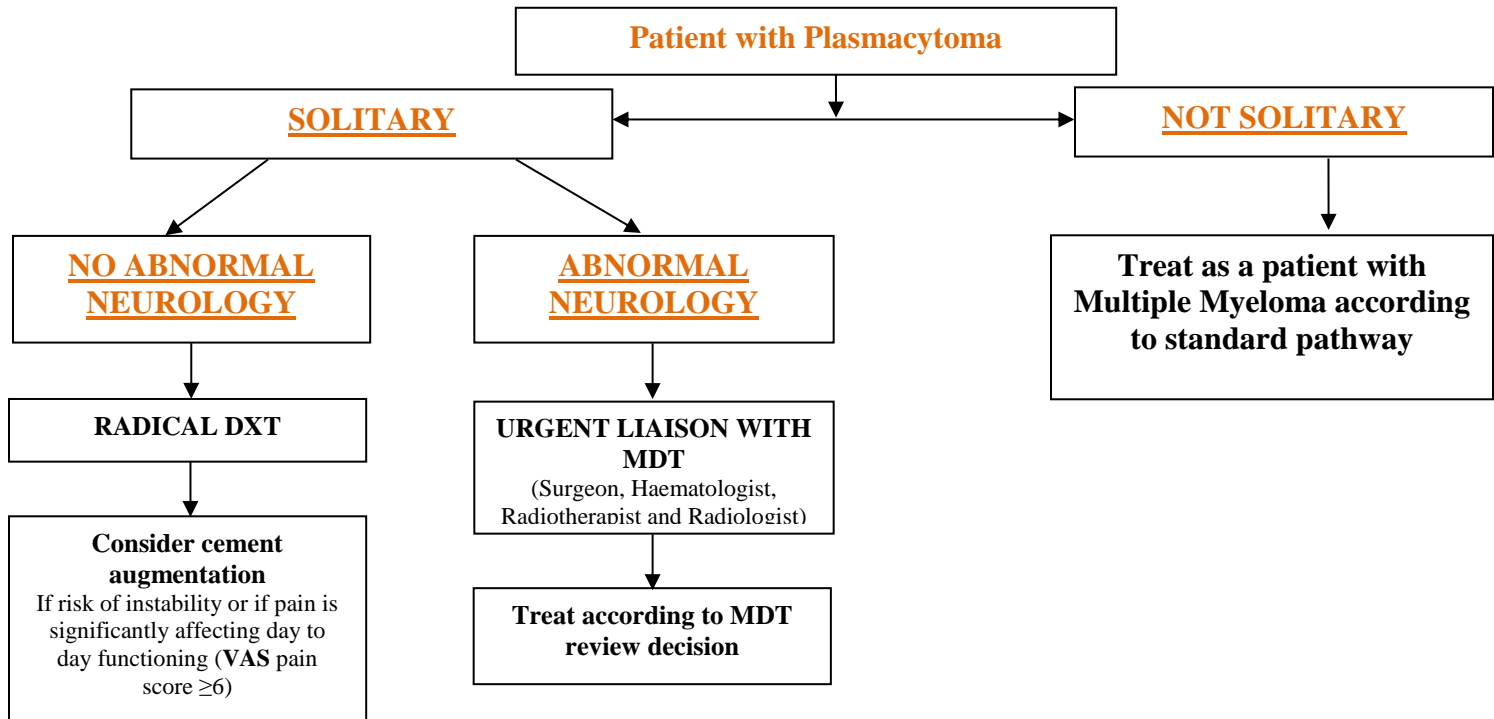 Patient with Plasmacytoma
SOLITARY
NOT SOLITARY
NO ABNORMAL
NEUROLOGY
ABNORMAL
NEUROLOGY
Treat as a patient with
Multiple Myeloma according
to standard pathway
RADICAL DXT
URGENT LIAISON WITH
MDT
(Surgeon, Haematologist,
Radiotherapist and Radiologist)
Consider cement
augmentation
If risk of instability or if pain is
significantly affecting day to
day functioning (VAS pain
score ≥6)
Treat according to MDT
review decision